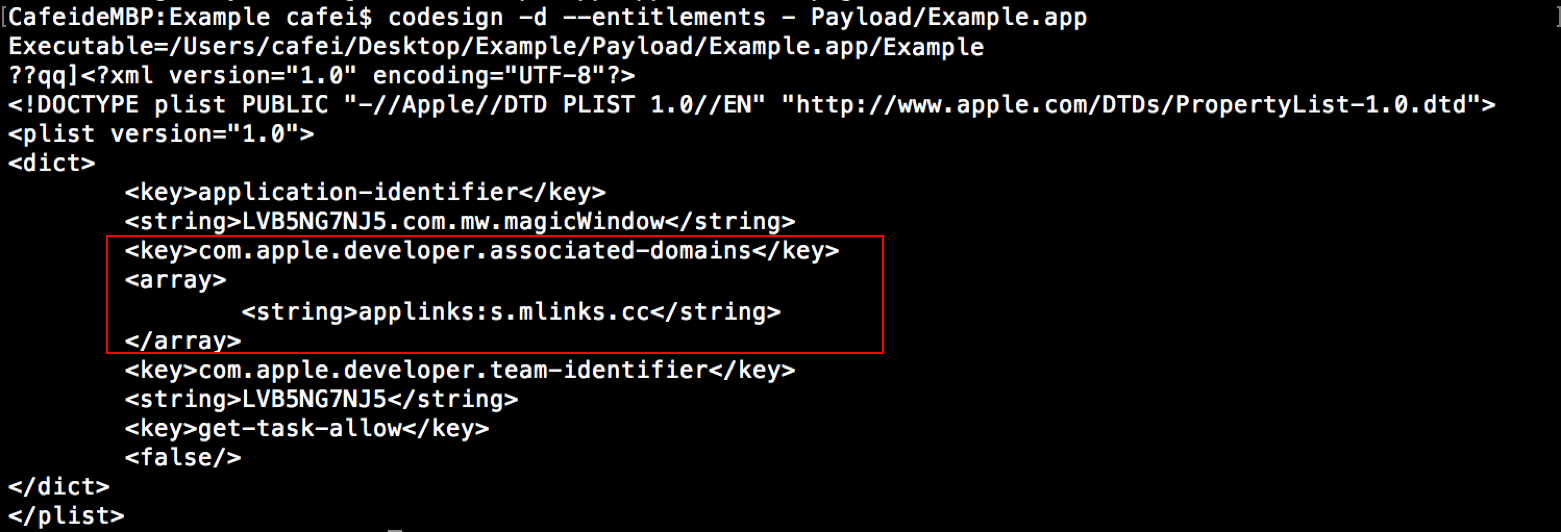 CafeideMBP:Example cafei$ codesign -d --entitlements - Payload/Example.app
Executable=/Users/cafei/Desktop/Example/Payload/Example.app/Example
??qq]<?xml version="1.0" encoding="UTF-8"?>
<!DOCTYPE plist PUBLIC "-//Apple//DTD PLIST 1.0//EN" "http://www.apple.com/DTDs/PropertyList-1.0.dtd">
<plist version="1.0">
<dict>
<key>application-identifier</key>
<string>LVB5NG7NJ5.com.mw.magicWindow</string>
<key>com.apple.developer.associated-domains</key>
<array>
<string>applinks:s.mlinks.cc</string>
</array>
<key>com.apple.developer.team-identifier</key>
<string>LVB5NG7NJ5</string>
<key>get-task-allow</key>
<false/>
</dict>
</plist>